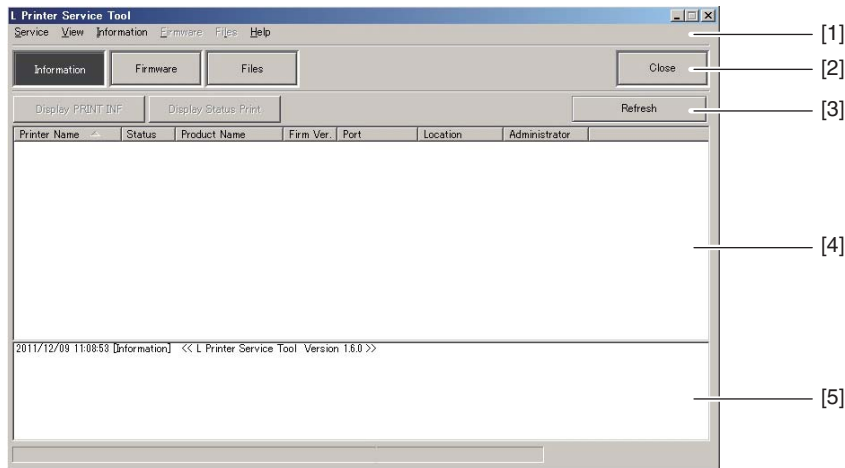 L Printer Service Tool
Service View Information Firmware Files Help [1]
Information Firmware Files Close [2]
Display PRINT INF Display Status Print Refresh [3]
Printer Name Status Product Name Firm Ver. Port Location Administrator
[4]
2011/12/09 11:08:53 [Information] << L Printer Service Tool Version 1.6.0 >>
[5]